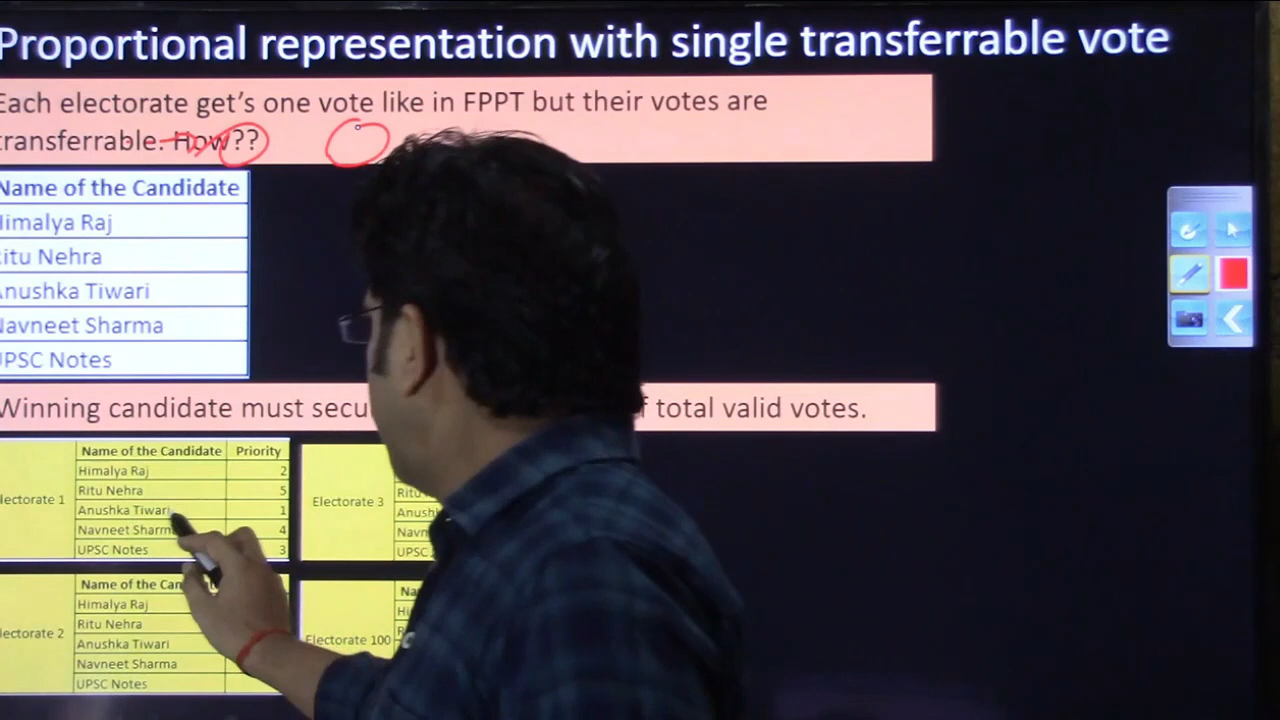 Proportional representation with single transferrable vote
Each electorate get's one vote like in FPPT but their votes are
transferrable. How??
Name of the Candidate
Himalya Raj
Ritu Nehra
Anushka Tiwari
Navneet Sharma
UPSC Notes
Winning candidate must of total valid votes.
Electorate 1
Name of the Candidate Priority
Himalya Raj 2
Ritu Nehra 5
Anushka Tiwari 1
Navneet Sharma 4
UPSC Notes 3
Electorate 3
Electorate 2
Name of the
Himalya Raj
Ritu Nehra
Anushka Tiwari
Navneet Sharma
UPSC Notes
Electorate 100